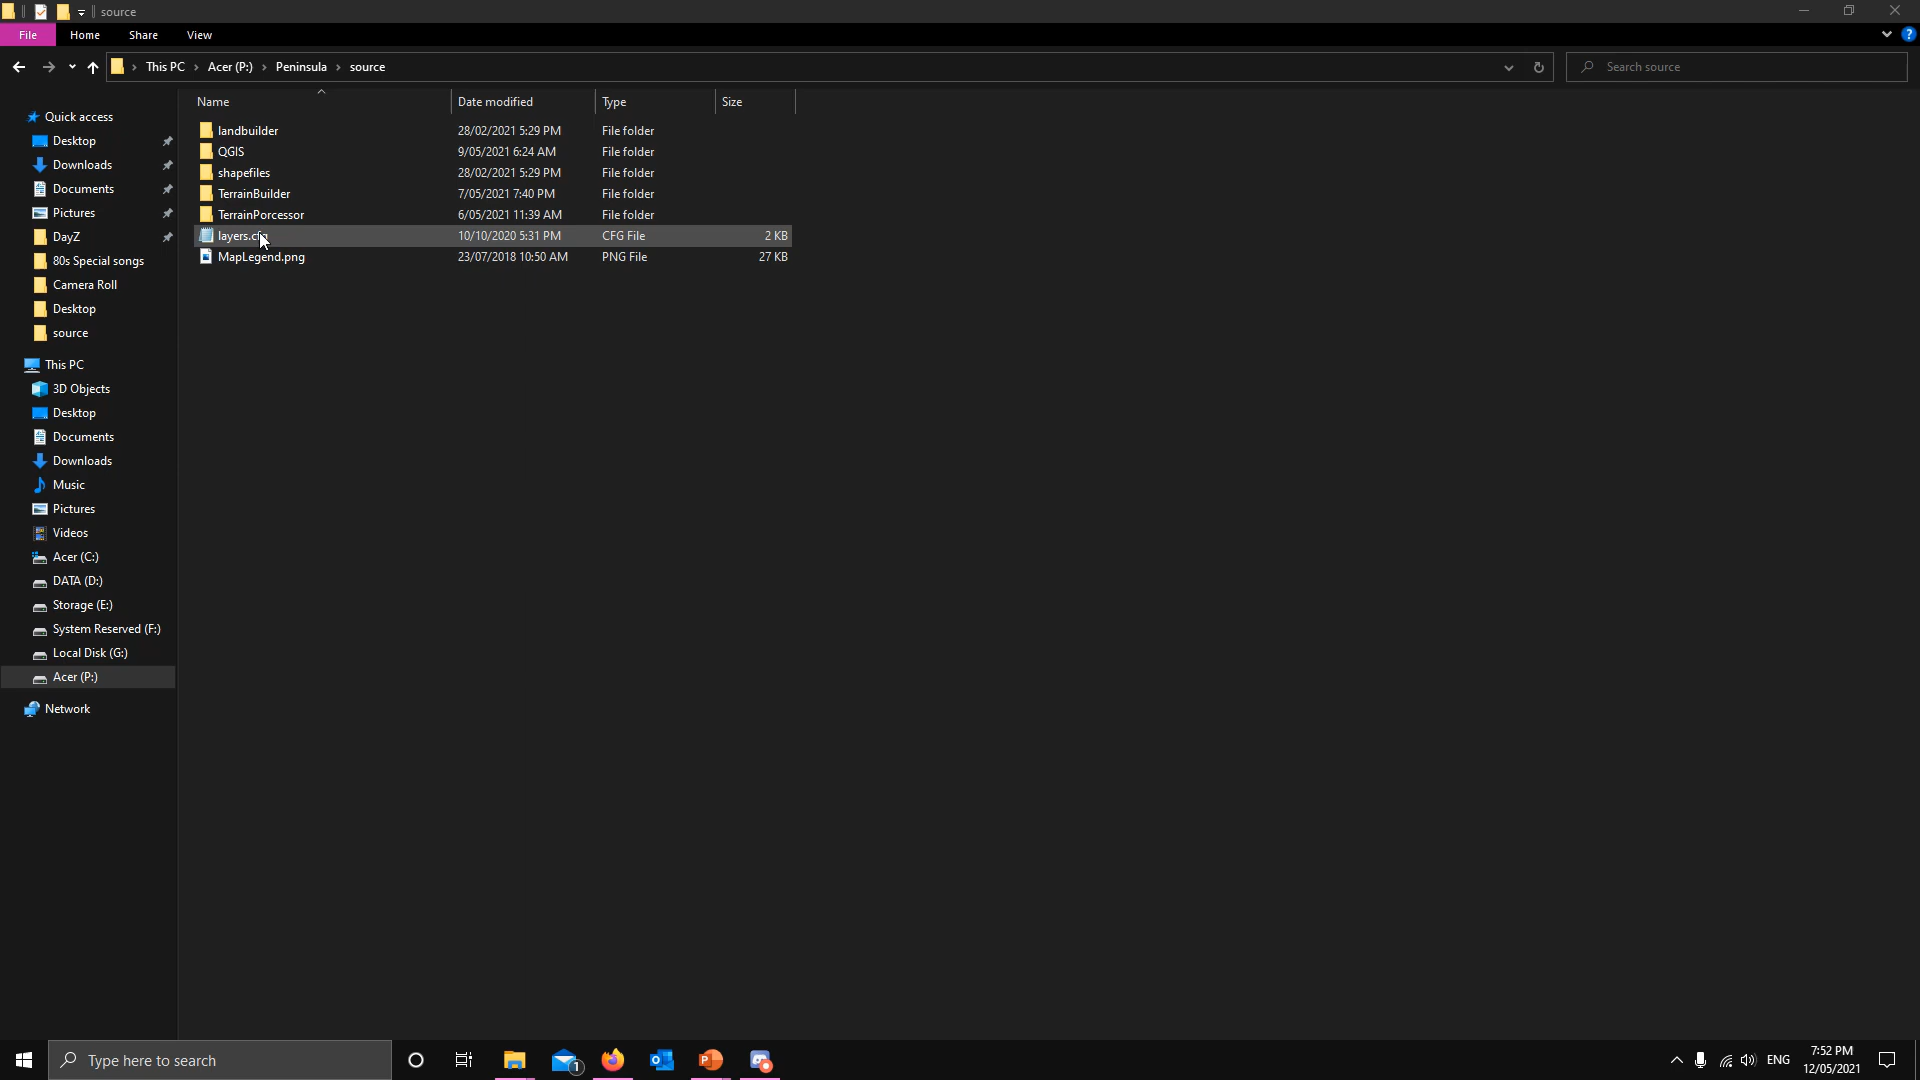 source
File Home Share View
This PC Acer (P:) Peninsula source Search source
Name Date modified Type Size
landbuilder 28/02/2021 5:29 PM File folder
QGIS 9/05/2021 6:24 AM File folder
shapefiles 28/02/2021 5:29 PM File folder
TerrainBuilder 7/05/2021 7:40 PM File folder
TerrainPorcessor 6/05/2021 11:39 AM File folder
layers.cfg 10/10/2020 5:31 PM CFG File 2 KB
MapLegend.png 23/07/2018 10:50 AM PNG File 27 KB
Quick access
Desktop
Downloads
Documents
Pictures
DayZ
80s Special songs
Camera Roll
Desktop
source
This PC
3D Objects
Desktop
Documents
Downloads
Music
Pictures
Videos
Acer (C:)
DATA (D:)
Storage (E:)
System Reserved (F:)
Local Disk (G:)
Acer (P:)
Network
Type here to search
1
ENG
7:52 PM
12/05/2021